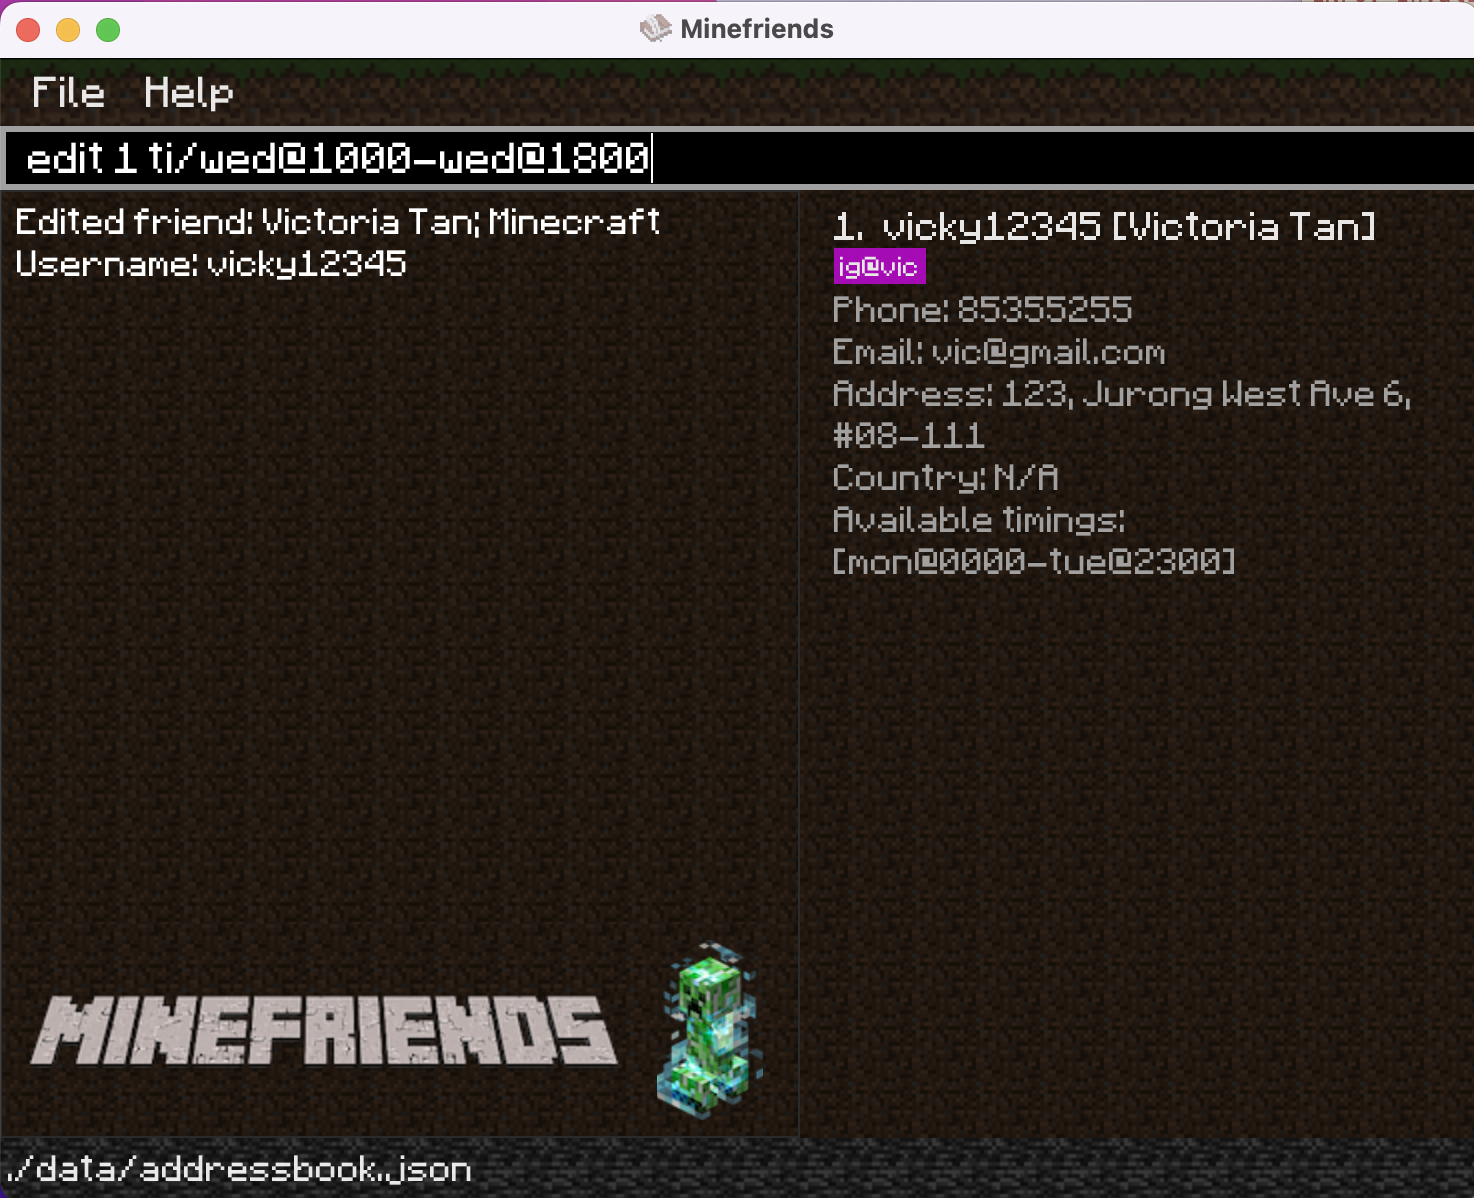 Minefriends
File Help
edit 1 ti/wed@1000-wed@1800
Edited friend: Victoria Tan; Minecraft
Username: vicky12345
1. vicky12345 [Victoria Tan]
ig@vic
Phone: 85355255
Email: vic@gmail.com
Address: 123, Jurong West Ave 6,
#08-111
Country: N/A
Available timings:
[mon@0000-tue@2300]
MINEFRIENDS
./data/addressbook.json